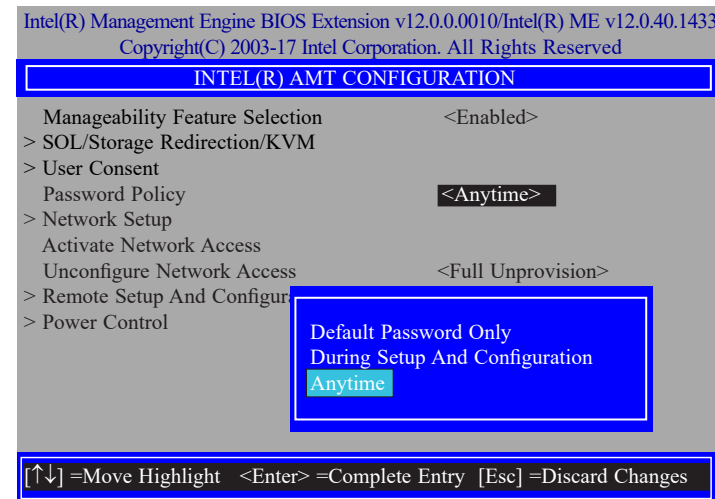 Intel(R) Management Engine BIOS Extension v12.0.0.0010/Intel(R) ME v12.0.40.1433
Copyright(C) 2003-17 Intel Corporation. All Rights Reserved
INTEL(R) AMT CONFIGURATION
Manageability Feature Selection <Enabled>
> SOL/Storage Redirection/KVM
> User Consent
Password Policy <Anytime>
> Network Setup
Activate Network Access
Unconfigure Network Access <Full Unprovision>
> Remote Setup And Configura
> Power Control
Default Password Only
During Setup And Configuration
Anytime
[↑↓] =Move Highlight <Enter> =Complete Entry [Esc] =Discard Changes